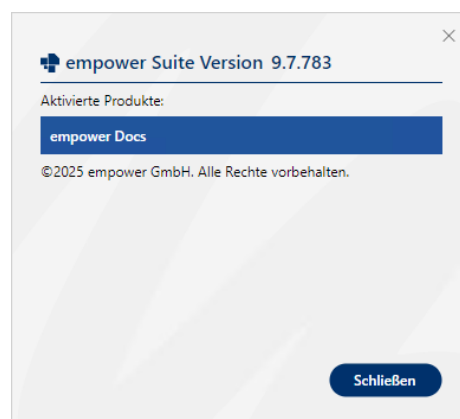 empower Suite Version 9.7.783
Aktivierte Produkte:
empower Docs
©2025 empower GmbH. Alle Rechte vorbehalten.
Schließen